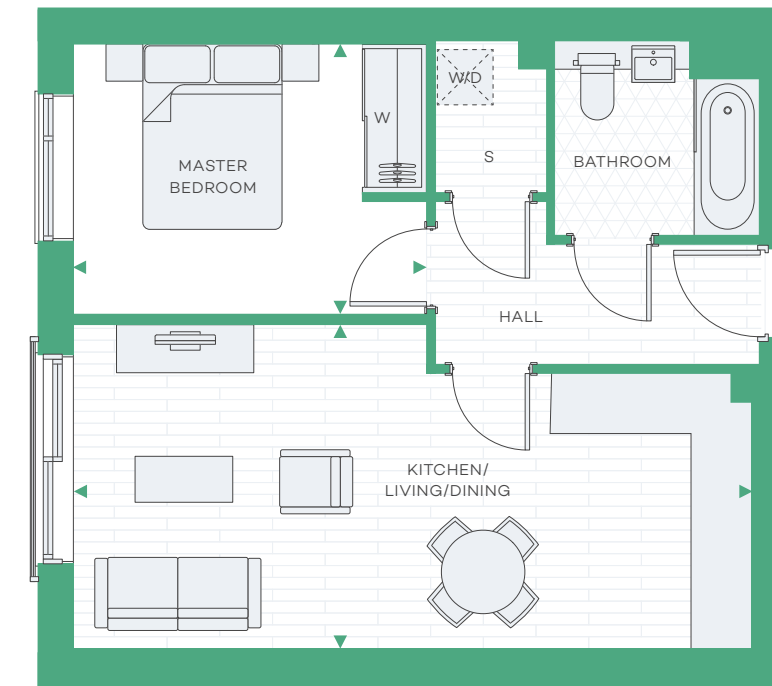 W/D
W
MASTER
BEDROOM
S
BATHROOM
HALL
KITCHEN/
LIVING/DINING